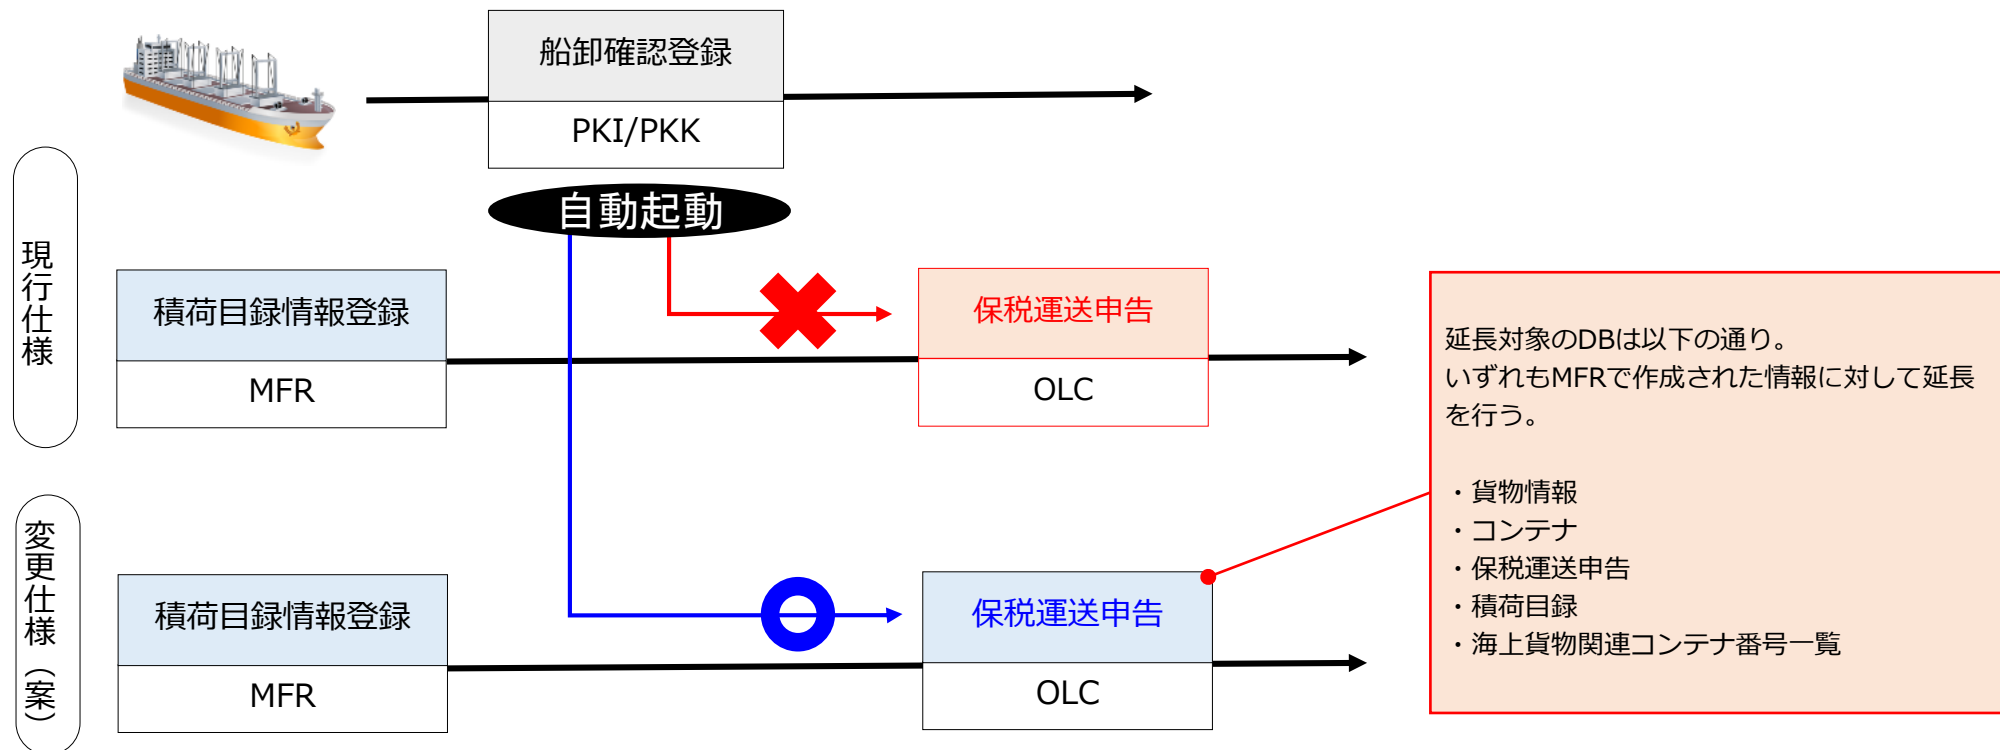 船卸確認登録
PKI/PKK
自動起動
現行仕様
積荷目録情報登録
MFR
保税運送申告
OLC
延長対象のDBは以下の通り。
いずれもMFRで作成された情報に対して延長
を行う。
・貨物情報
・コンテナ
・保税運送申告
・積荷目録
・海上貨物関連コンテナ番号一覧
変更仕様（案）
積荷目録情報登録
MFR
保税運送申告
OLC